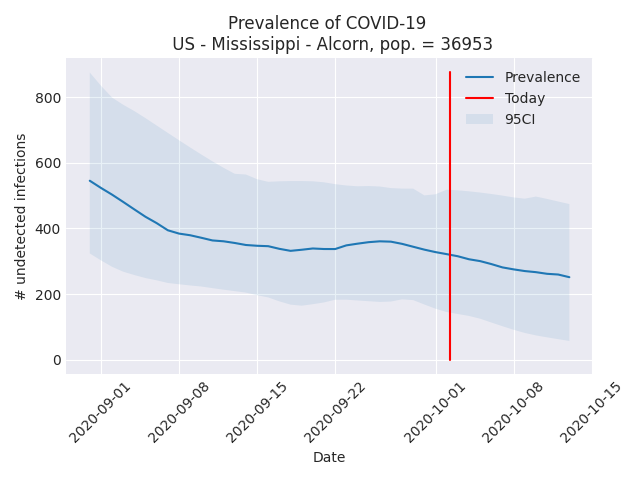 Prevalence of COVID-19
US - Mississippi - Alcorn, pop. = 36953
Prevalence
Today
95CI
# undetected infections
800
600
400
200
0
2020-09-01
2020-09-08
2020-09-15
2020-09-22
2020-10-01
2020-10-08
2020-10-15
Date